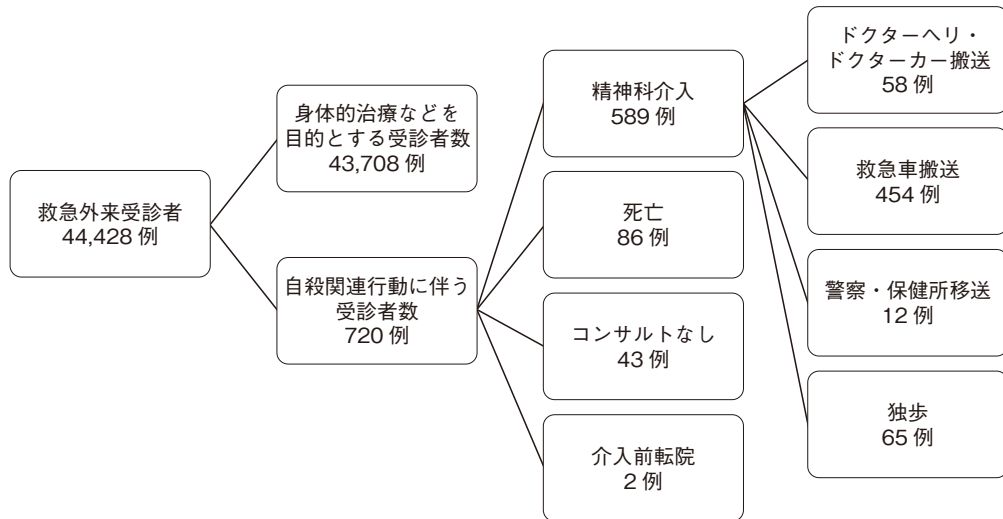 救急外来受診者
44,428 例
身体的治療などを
目的とする受診者数
43,708 例
自殺関連行動に伴う
受診者数
720 例
精神科介入
589 例
死亡
86 例
コンサルトなし
43 例
介入前転院
2 例
ドクターヘリ・
ドクターカー搬送
58 例
救急車搬送
454 例
警察・保健所移送
12 例
独歩
65 例